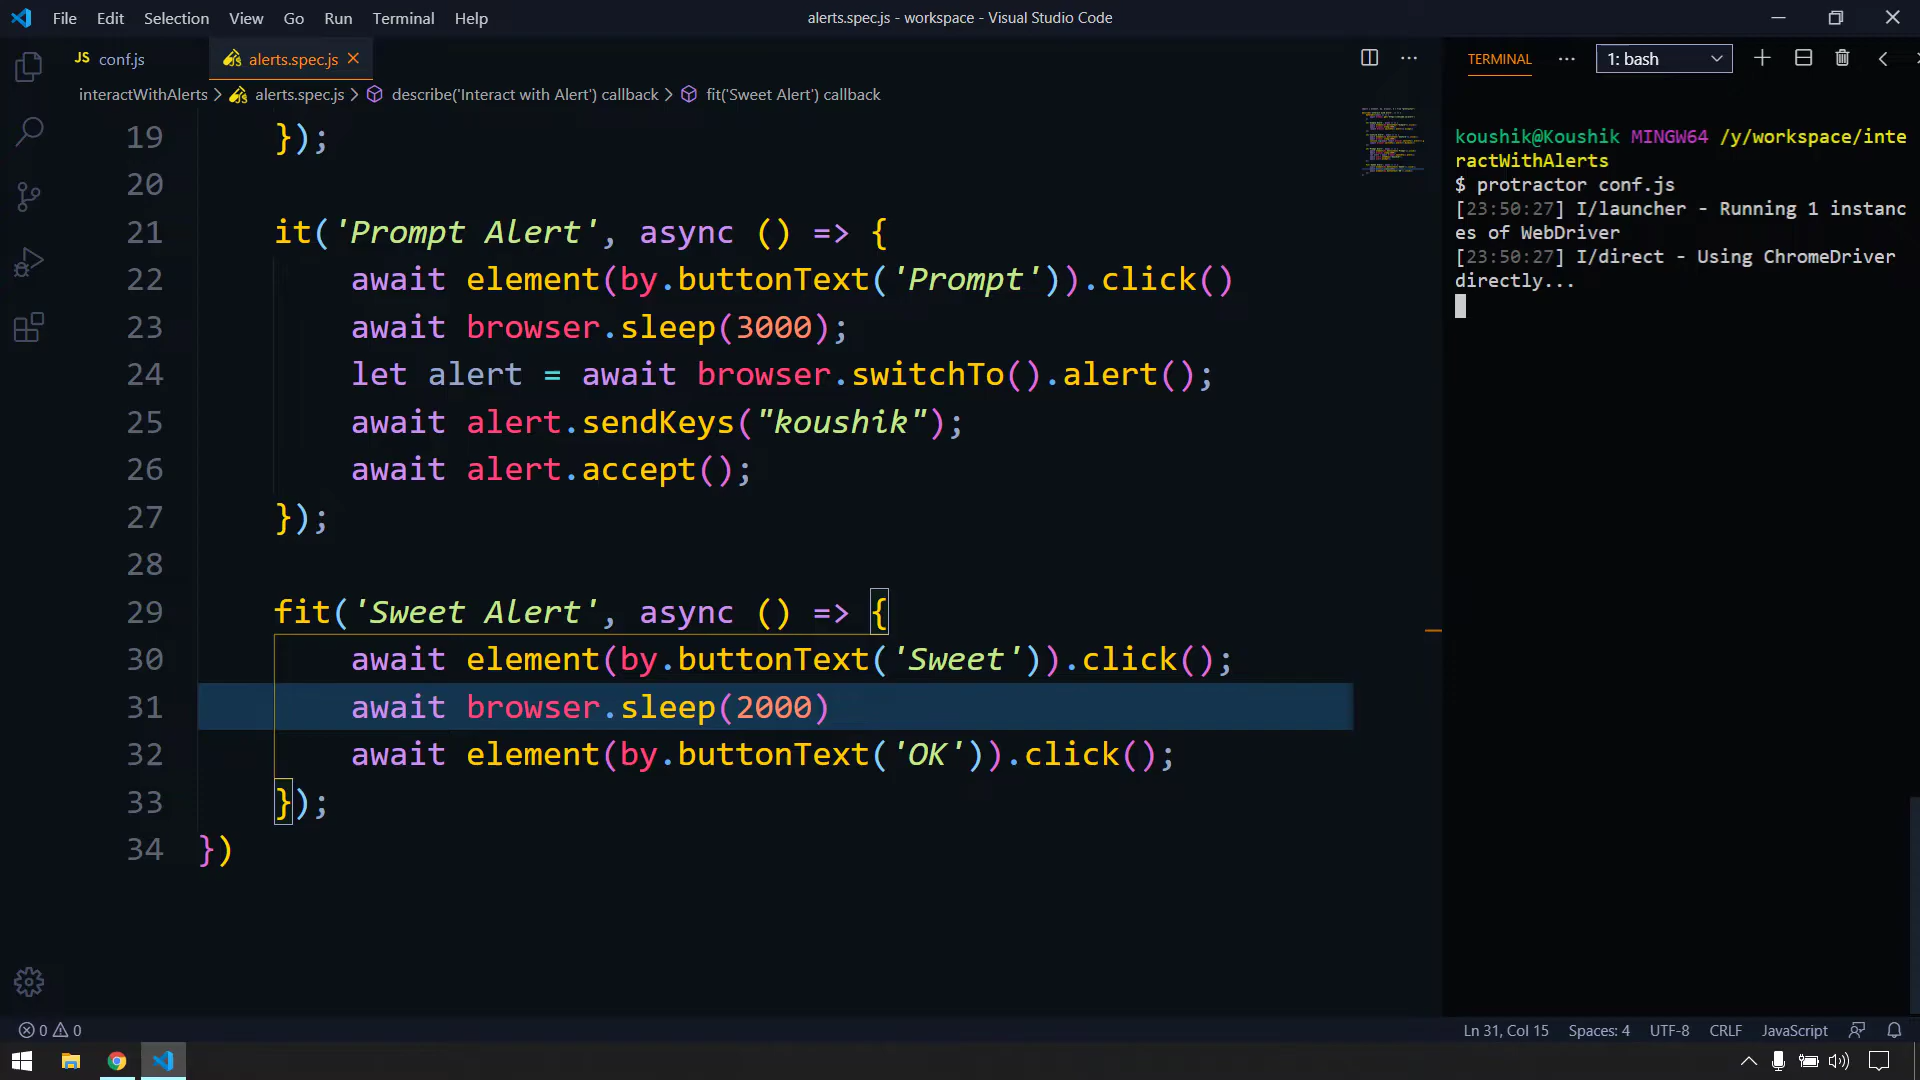 File Edit Selection View Go Run Terminal Help
alerts.spec.js - workspace - Visual Studio Code
JS conf.js
alerts.spec.js
interactWithAlerts > alerts.spec.js > describe('Interact with Alert') callback > fit('Sweet Alert') callback
19 });
20
21 it('Prompt Alert', async () => {
22 await element(by.buttonText('Prompt')).click()
23 await browser.sleep(3000);
24 let alert = await browser.switchTo().alert();
25 await alert.sendKeys("koushik");
26 await alert.accept();
27 });
28
29 fit('Sweet Alert', async () => {
30 await element(by.buttonText('Sweet')).click();
31 await browser.sleep(2000)
32 await element(by.buttonText('OK')).click();
33 });
34 })
TERMINAL
1: bash
koushik@Koushik MINGW64 /y/workspace/inte
ractWithAlerts
$ protractor conf.js
[23:50:27] I/launcher - Running 1 instanc
es of WebDriver
[23:50:27] I/direct - Using ChromeDriver
directly...
0 0
Ln 31, Col 15 Spaces: 4 UTF-8 CRLF JavaScript